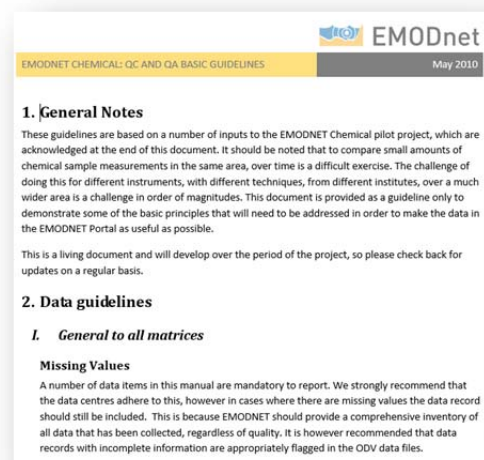 EMODnet
EMODNET CHEMICAL: QC AND QA BASIC GUIDELINES
May 2010
1. General Notes
These guidelines are based on a number of inputs to the EMODNET Chemical pilot project, which are
acknowledged at the end of this document. It should be noted that to compare small amounts of
chemical sample measurements in the same area, over time is a difficult exercise. The challenge of
doing this for different instruments, with different techniques, from different institutes, over a much
wider area is a challenge in order of magnitudes. This document is provided as a guideline only to
demonstrate some of the basic principles that will need to be addressed in order to make the data in
the EMODNET Portal as useful as possible.
This is a living document and will develop over the period of the project, so please check back for
updates on a regular basis.
2. Data guidelines
I. General to all matrices
Missing Values
A number of data items in this manual are mandatory to report. We strongly recommend that
the data centres adhere to this, however in cases where there are missing values the data record
should still be included. This is because EMODNET should provide a comprehensive inventory of
all data that has been collected, regardless of quality. It is however recommended that data
records with incomplete information are appropriately flagged in the ODV data files.